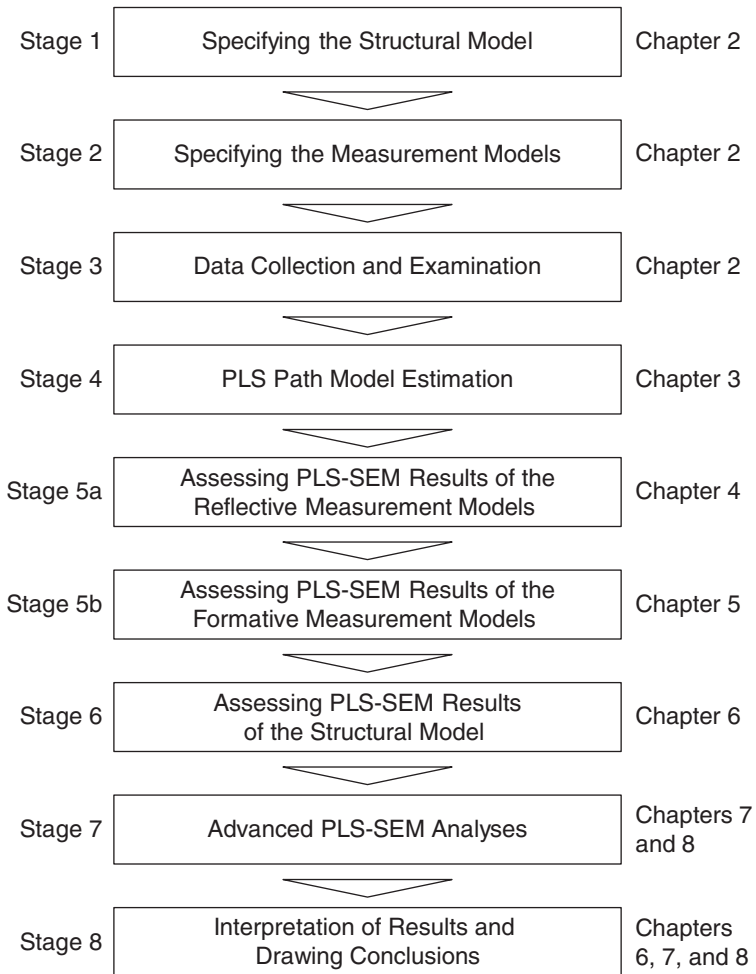 Stage 1 Specifying the Structural Model Chapter 2
Stage 2 Specifying the Measurement Models Chapter 2
Stage 3 Data Collection and Examination Chapter 2
Stage 4 PLS Path Model Estimation Chapter 3
Stage 5a
Assessing PLS-SEM Results of the
Reflective Measurement Models
Chapter 4
Stage 5b
Assessing PLS-SEM Results of the
Formative Measurement Models
Chapter 5
Stage 6
Assessing PLS-SEM Results
of the Structural Model
Chapter 6
Stage 7
Advanced PLS-SEM Analyses
Chapters 7
and 8
Stage 8
Interpretation of Results and
Drawing Conclusions
Chapters
6, 7, and 8